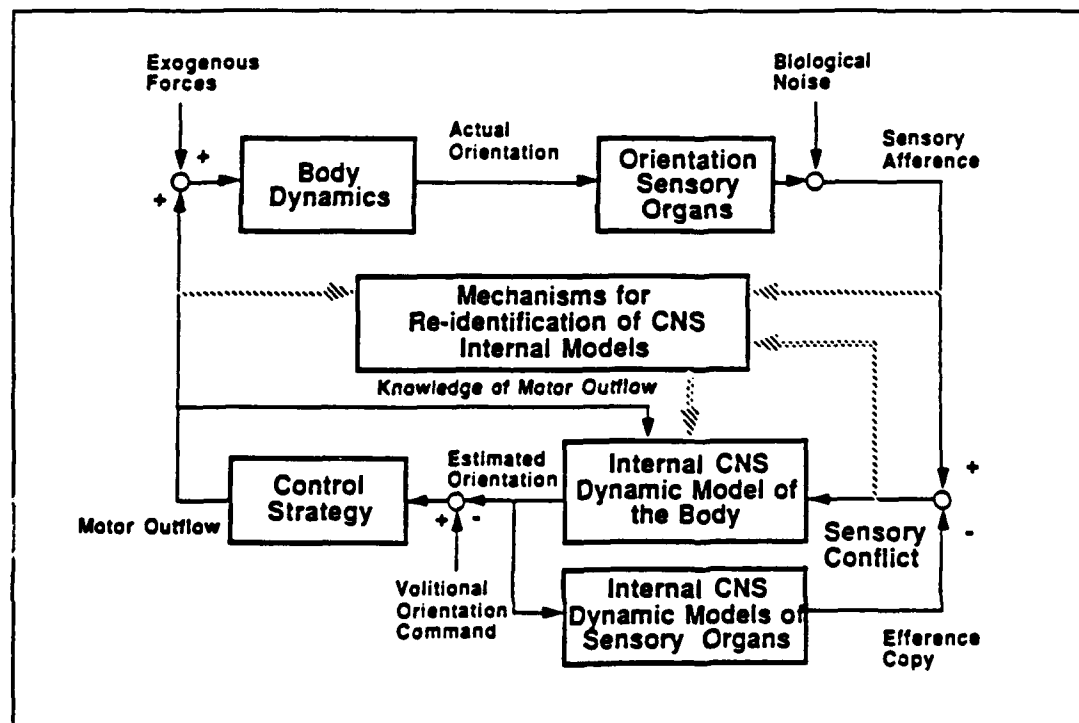 Exogenous
Forces
Biological
Noise
+
+
Body
Dynamics
Actual
Orientation
Orientation
Sensory
Organs
Sensory
Afference
Mechanisms for
Re-identification of CNS
Internal Models
Knowledge of Motor Outflow
Control
Strategy
Motor Outflow
Estimated
Orientation
+
-
Volitional
Orientation
Command
Internal CNS
Dynamic Model of
the Body
Sensory
Conflict
+
-
Internal CNS
Dynamic Models of
Sensory Organs
Efference
Copy